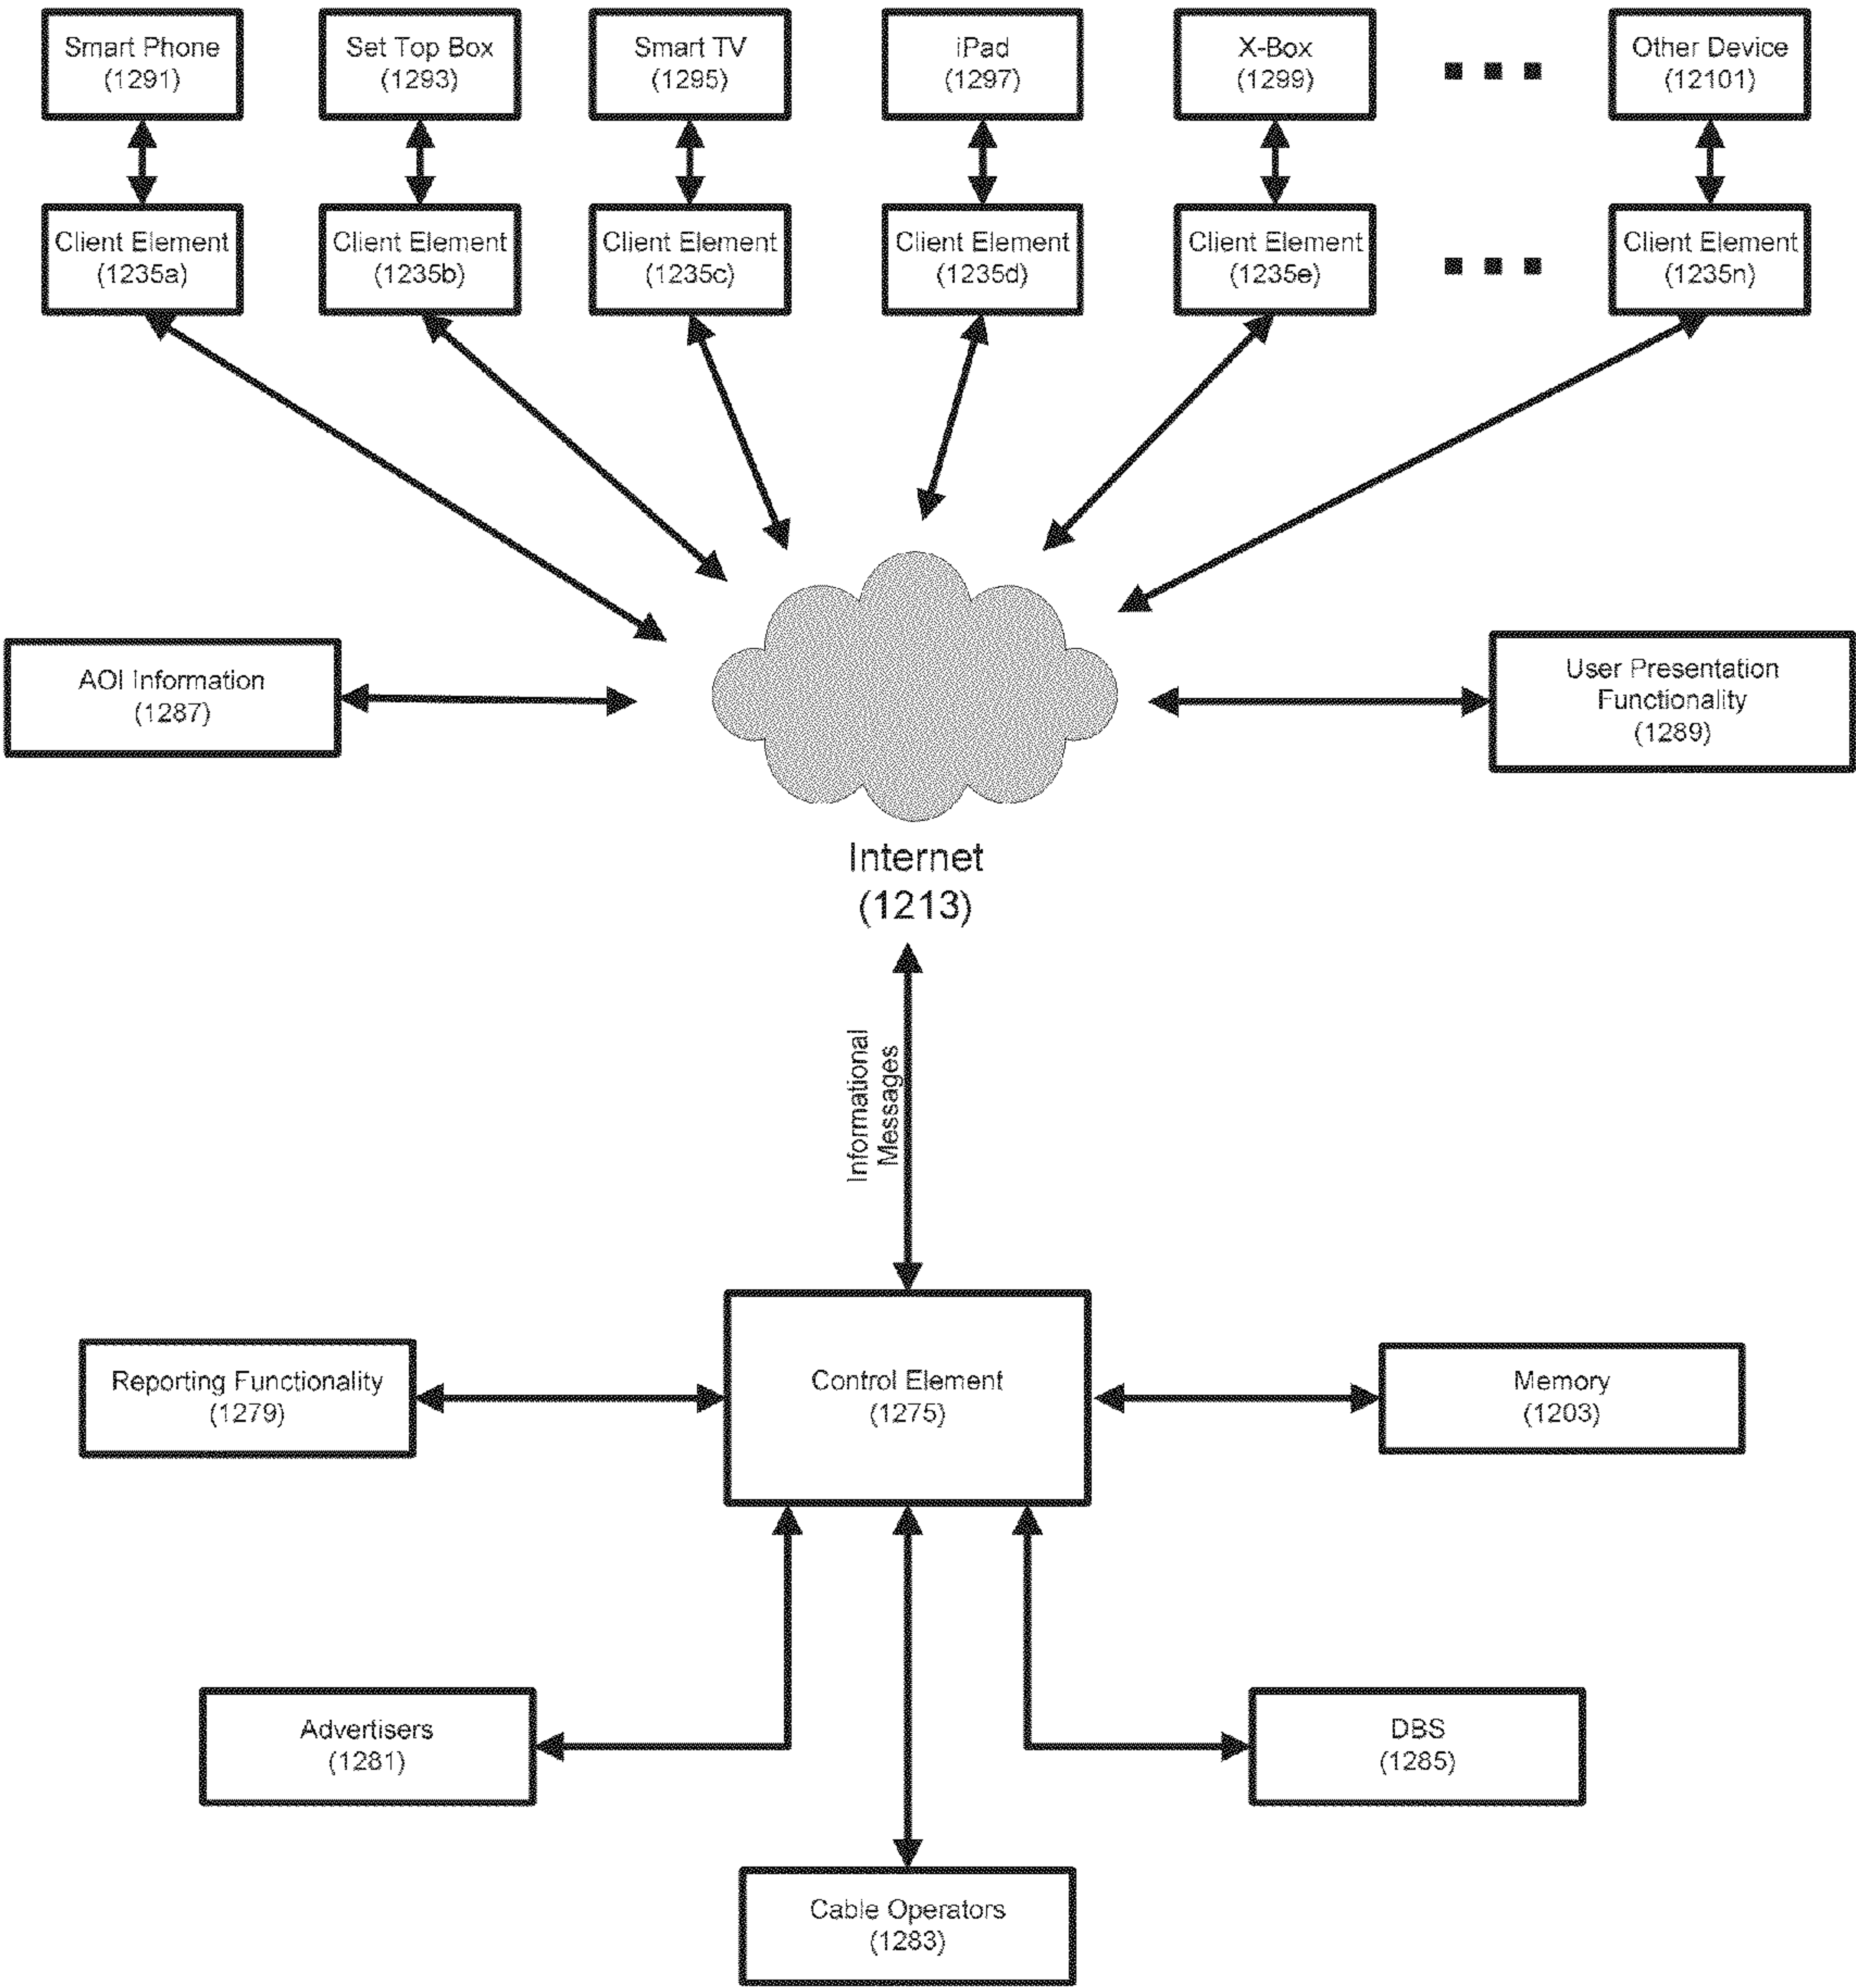 Smart Phone
(1291)
Set Top Box
(1293)
Smart TV
(1295)
iPad
(1297)
X-Box
(1299)
Other Device
(12101)
Client Element
(1235a)
Client Element
(1235b)
Client Element
(1235c)
Client Element
(1235d)
Client Element
(1235e)
Client Element
(1235n)
AOI Information
(1287)
User Presentation
Functionality
(1289)
Internet
(1213)
Informational
Messages
Reporting Functionality
(1279)
Control Element
(1275)
Memory
(1203)
Advertisers
(1281)
DBS
(1285)
Cable Operators
(1283)